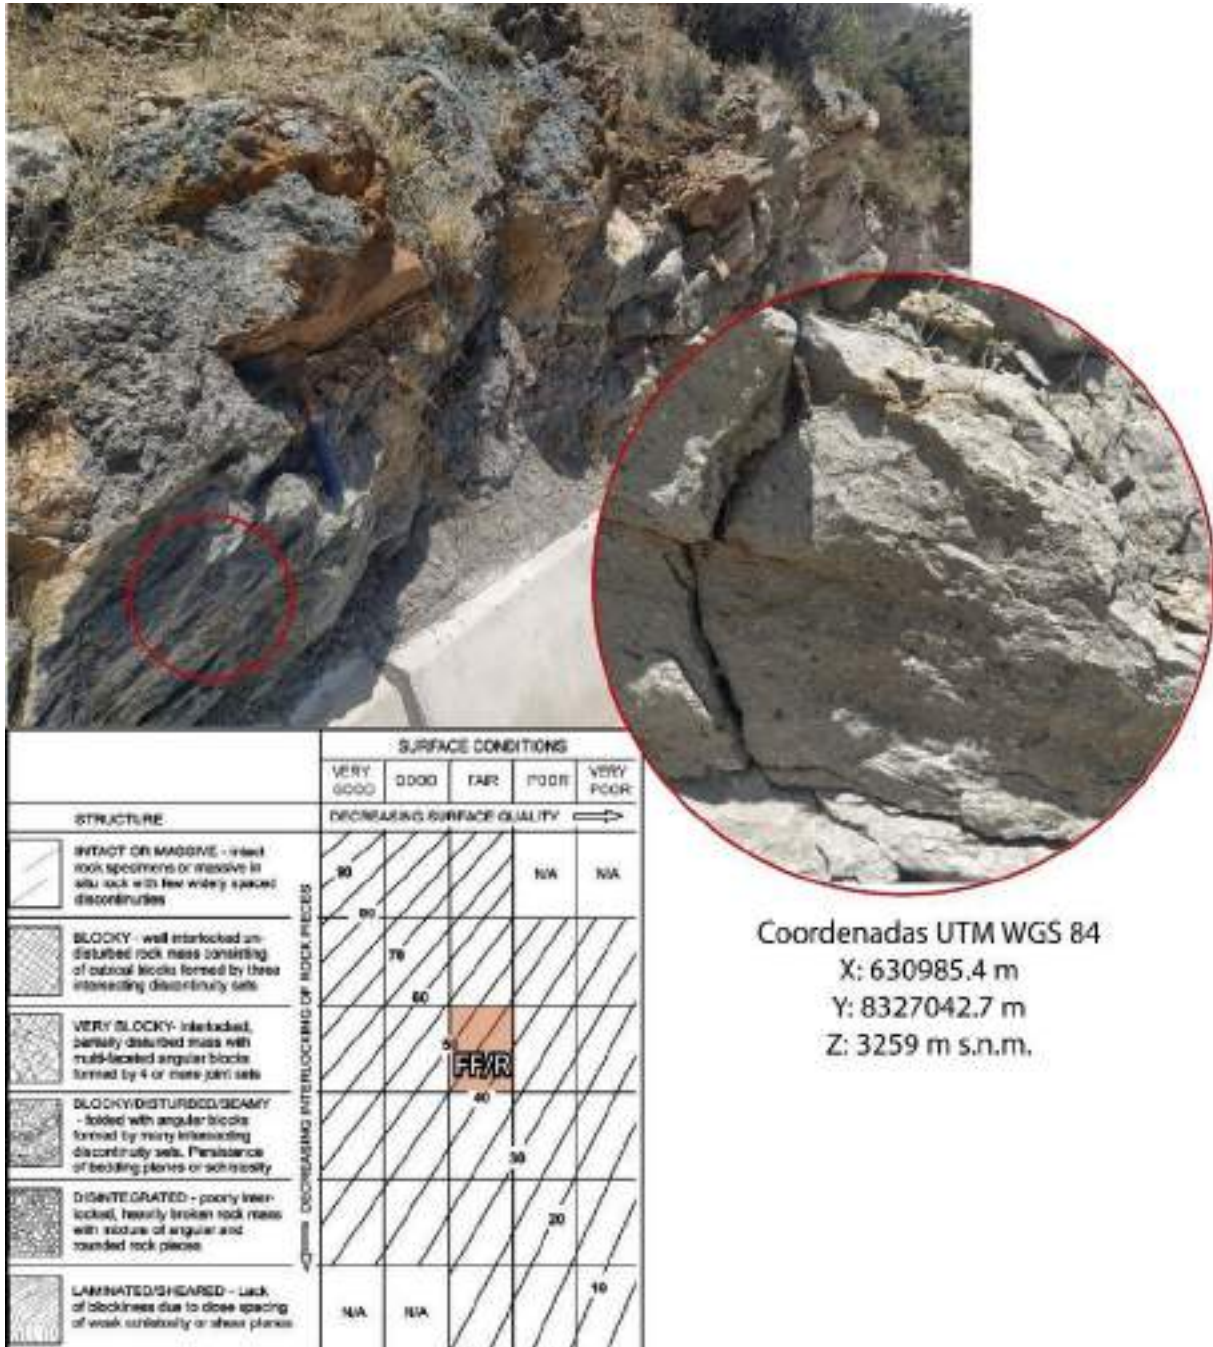 SURFACE CONDITIONS
VERY GOOD
GOOD
FAIR
POOR
VERY POOR
STRUCTURE
DECREASING SURFACE QUALITY
INTACT OR MASSIVE - intact
rock specimens or massive in
situ rock with few widely spaced
discontinuities
BLOCKY - well interlocked un-
disturbed rock mass consisting
of cubical blocks formed by three
intersecting discontinuity sets
VERY BLOCKY- interlocked,
partially disturbed mass with
multi-faceted angular blocks
formed by 4 or more joint sets
BLOCKY/DISTURBED/SEAMY
- folded with angular blocks
formed by many intersecting
discontinuity sets. Persistence
of bedding planes or schistosity
DISINTEGRATED - poorly inter-
locked, heavily broken rock mass
with mixture of angular and
rounded rock pieces
LAMINATED/SHEARED - Lack
of blockiness due to close spacing
of weak schistosity or shear planes
DECREASING INTERLOCKING OF ROCK PIECES
90
N/A
N/A
80
70
60
5
FF/R
40
30
20
10
N/A
N/A
Coordenadas UTM WGS 84
X: 630985.4 m
Y: 8327042.7 m
Z: 3259 m s.n.m.